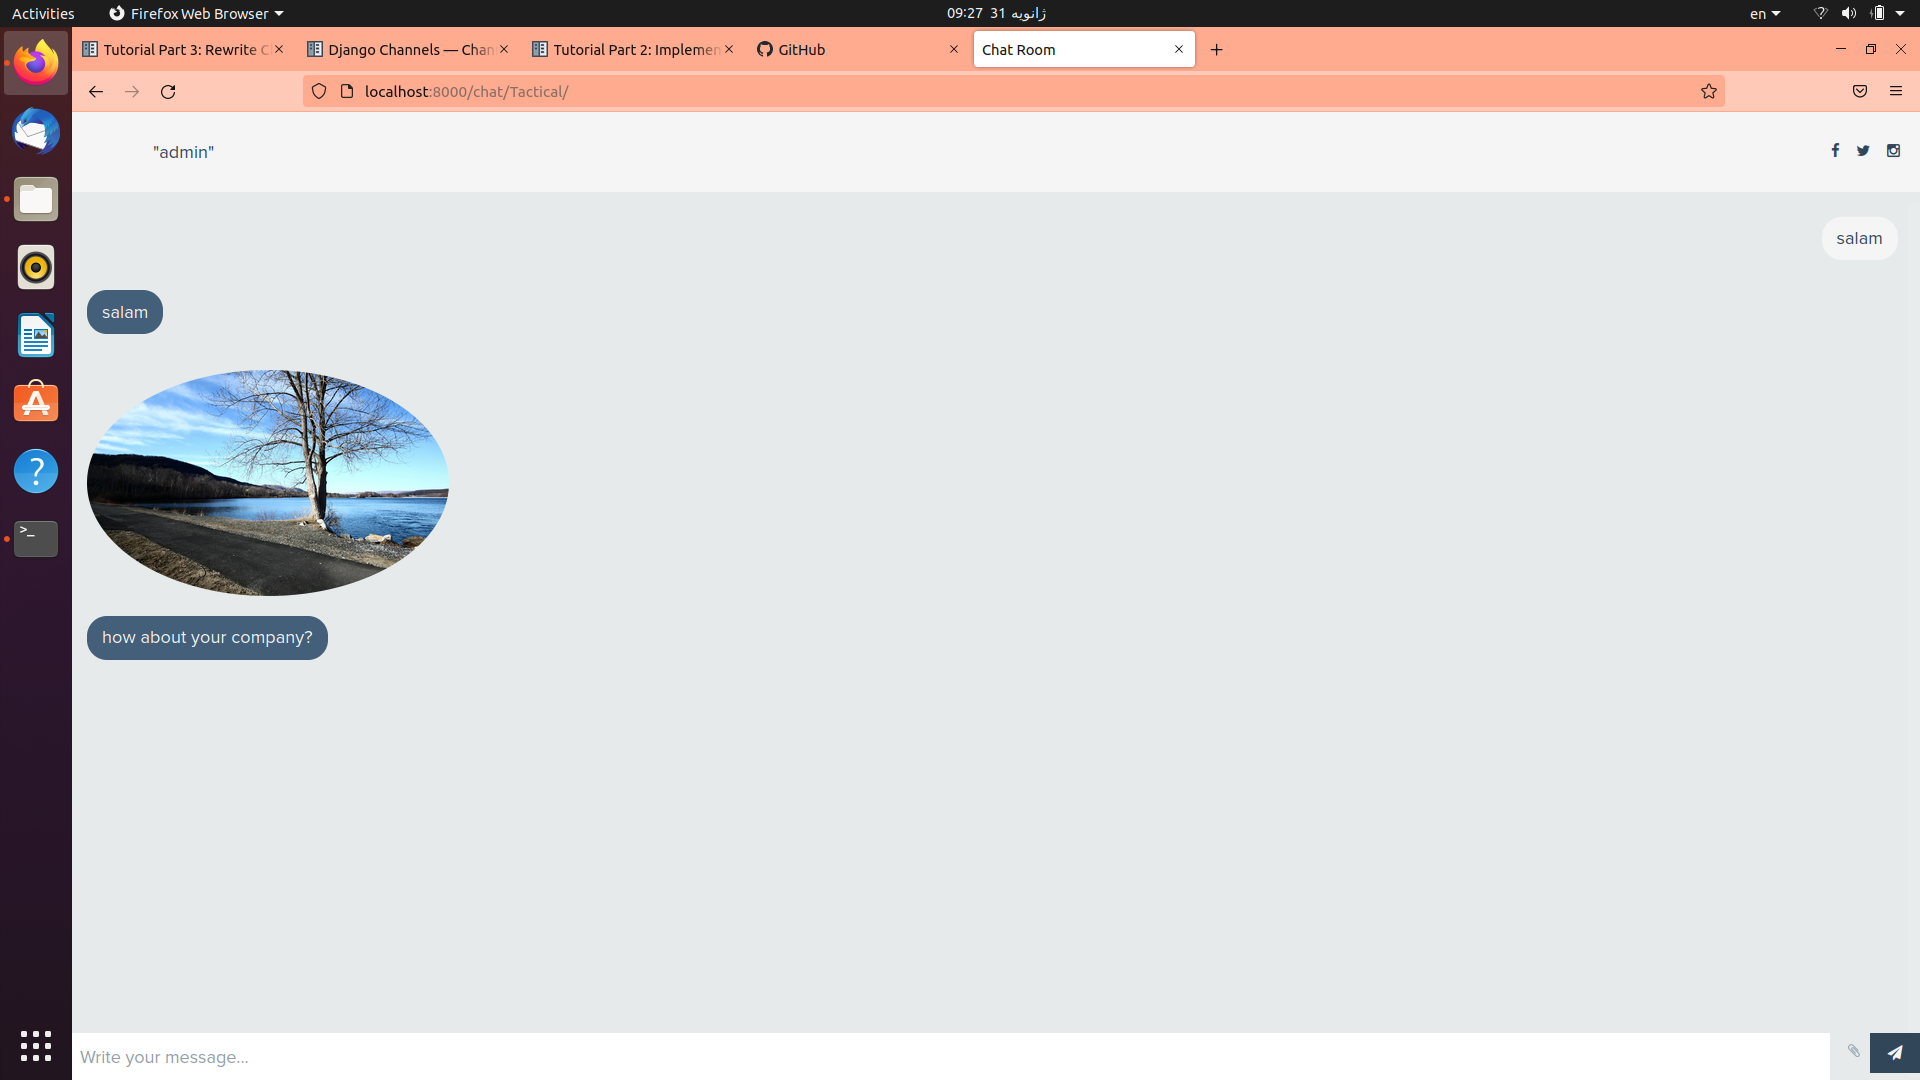 Activities
Firefox Web Browser
09:27 31 ژانویه
en
Tutorial Part 3: Rewrite C
Django Channels — Chan
Tutorial Part 2: Implemen
GitHub
Chat Room
localhost:8000/chat/Tactical/
"admin"
salam
salam
how about your company?
Write your message...